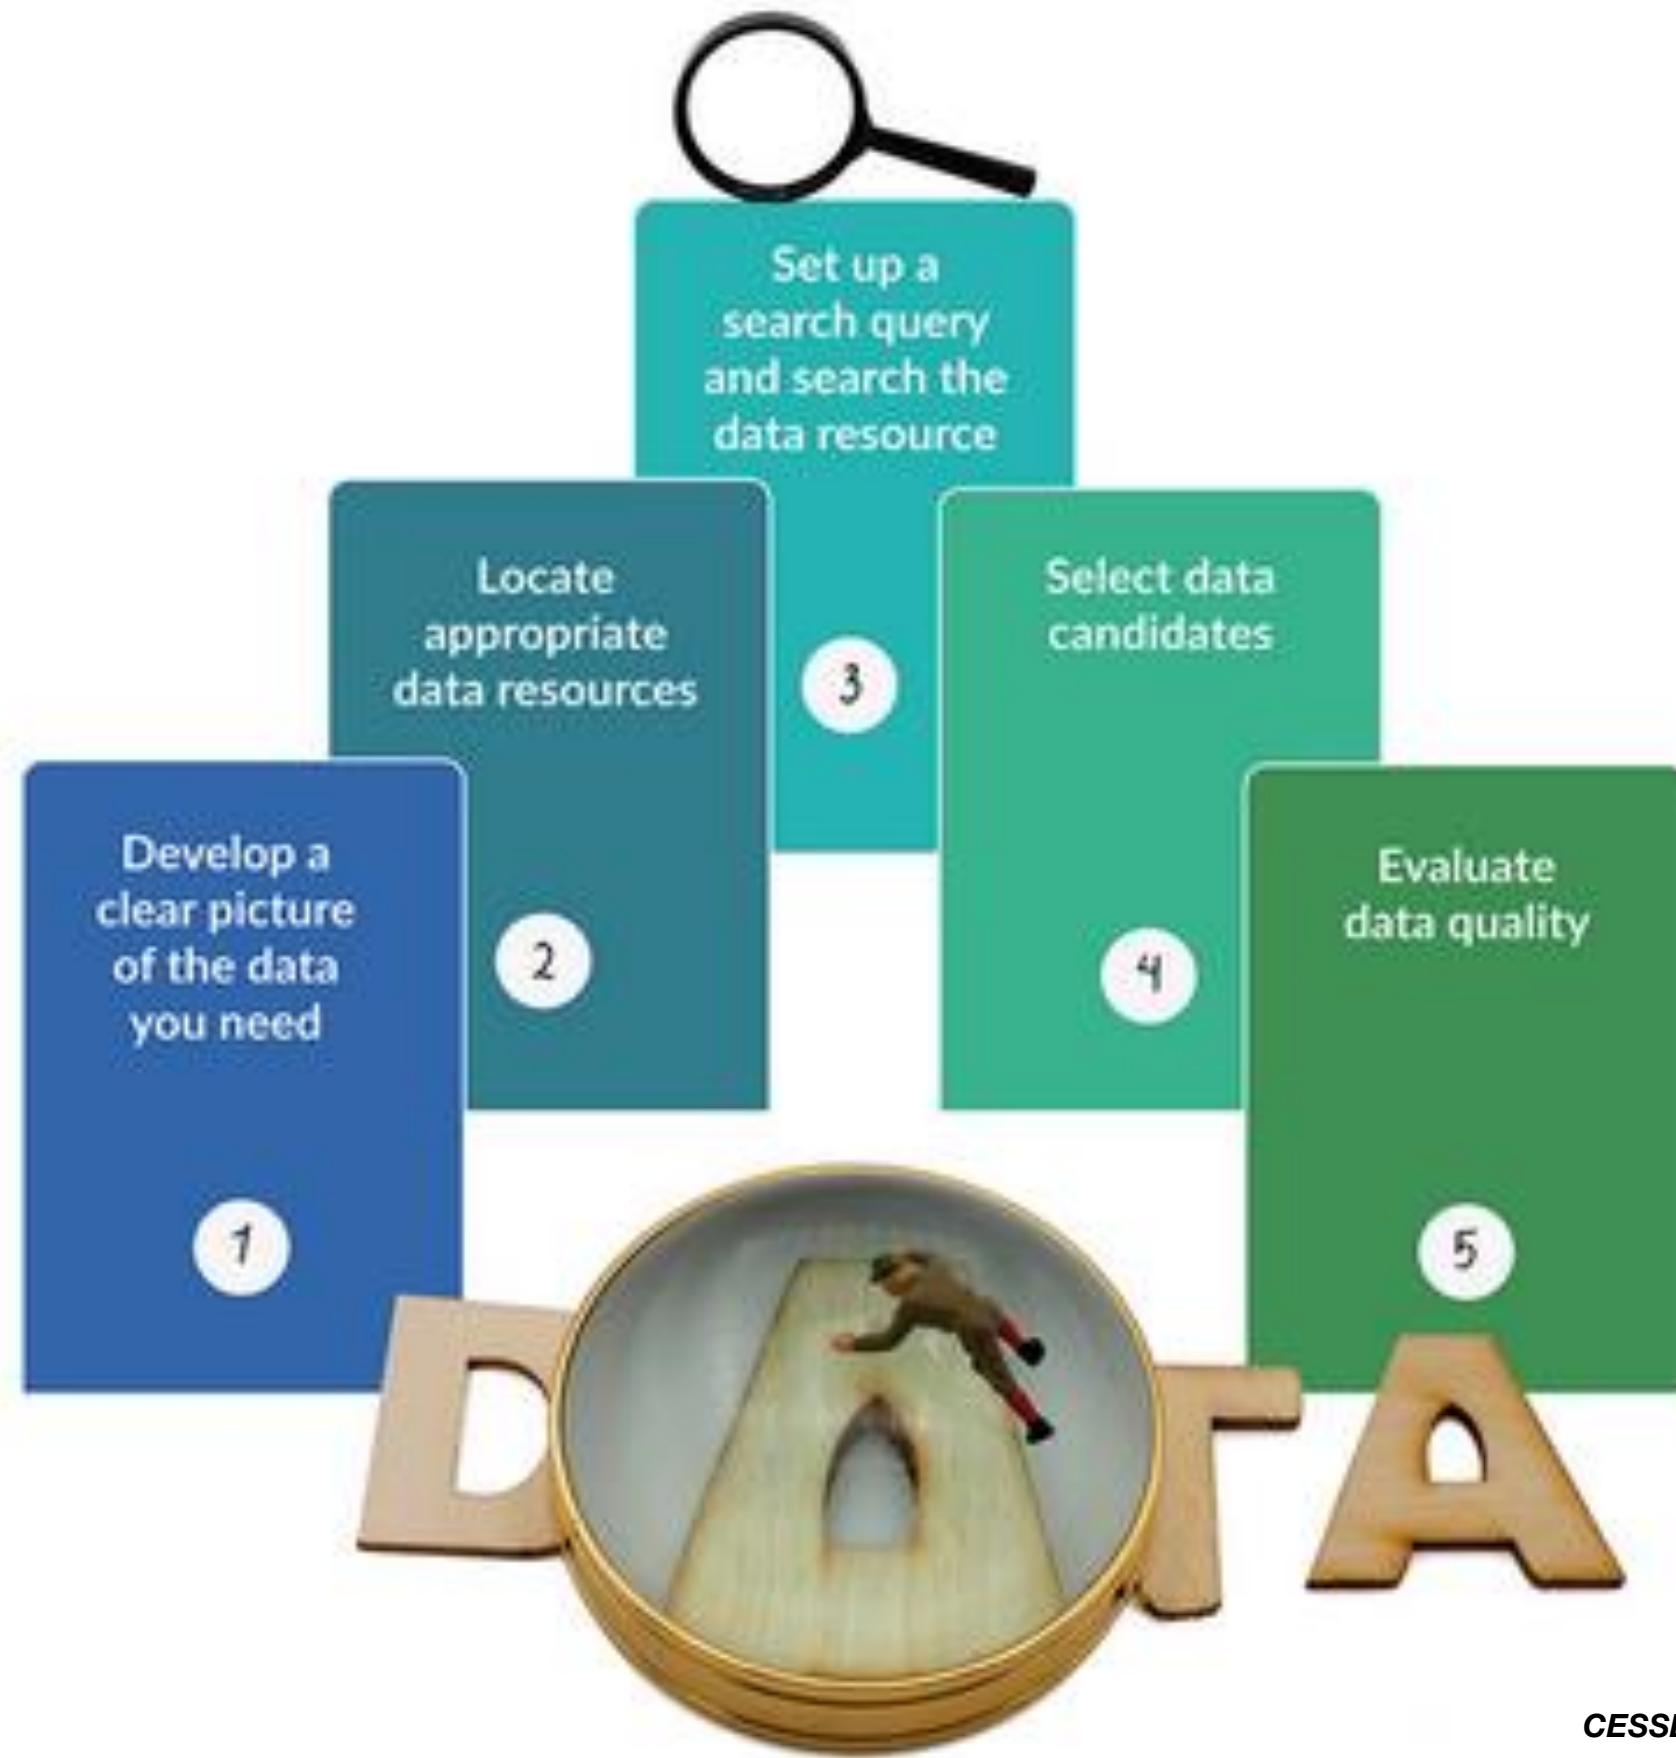 Develop a
clear picture
of the data
you need
1
Locate
appropriate
data resources
2
Set up a
search query
and search the
data resource
3
Select data
candidates
4
Evaluate
data quality
5
DATA